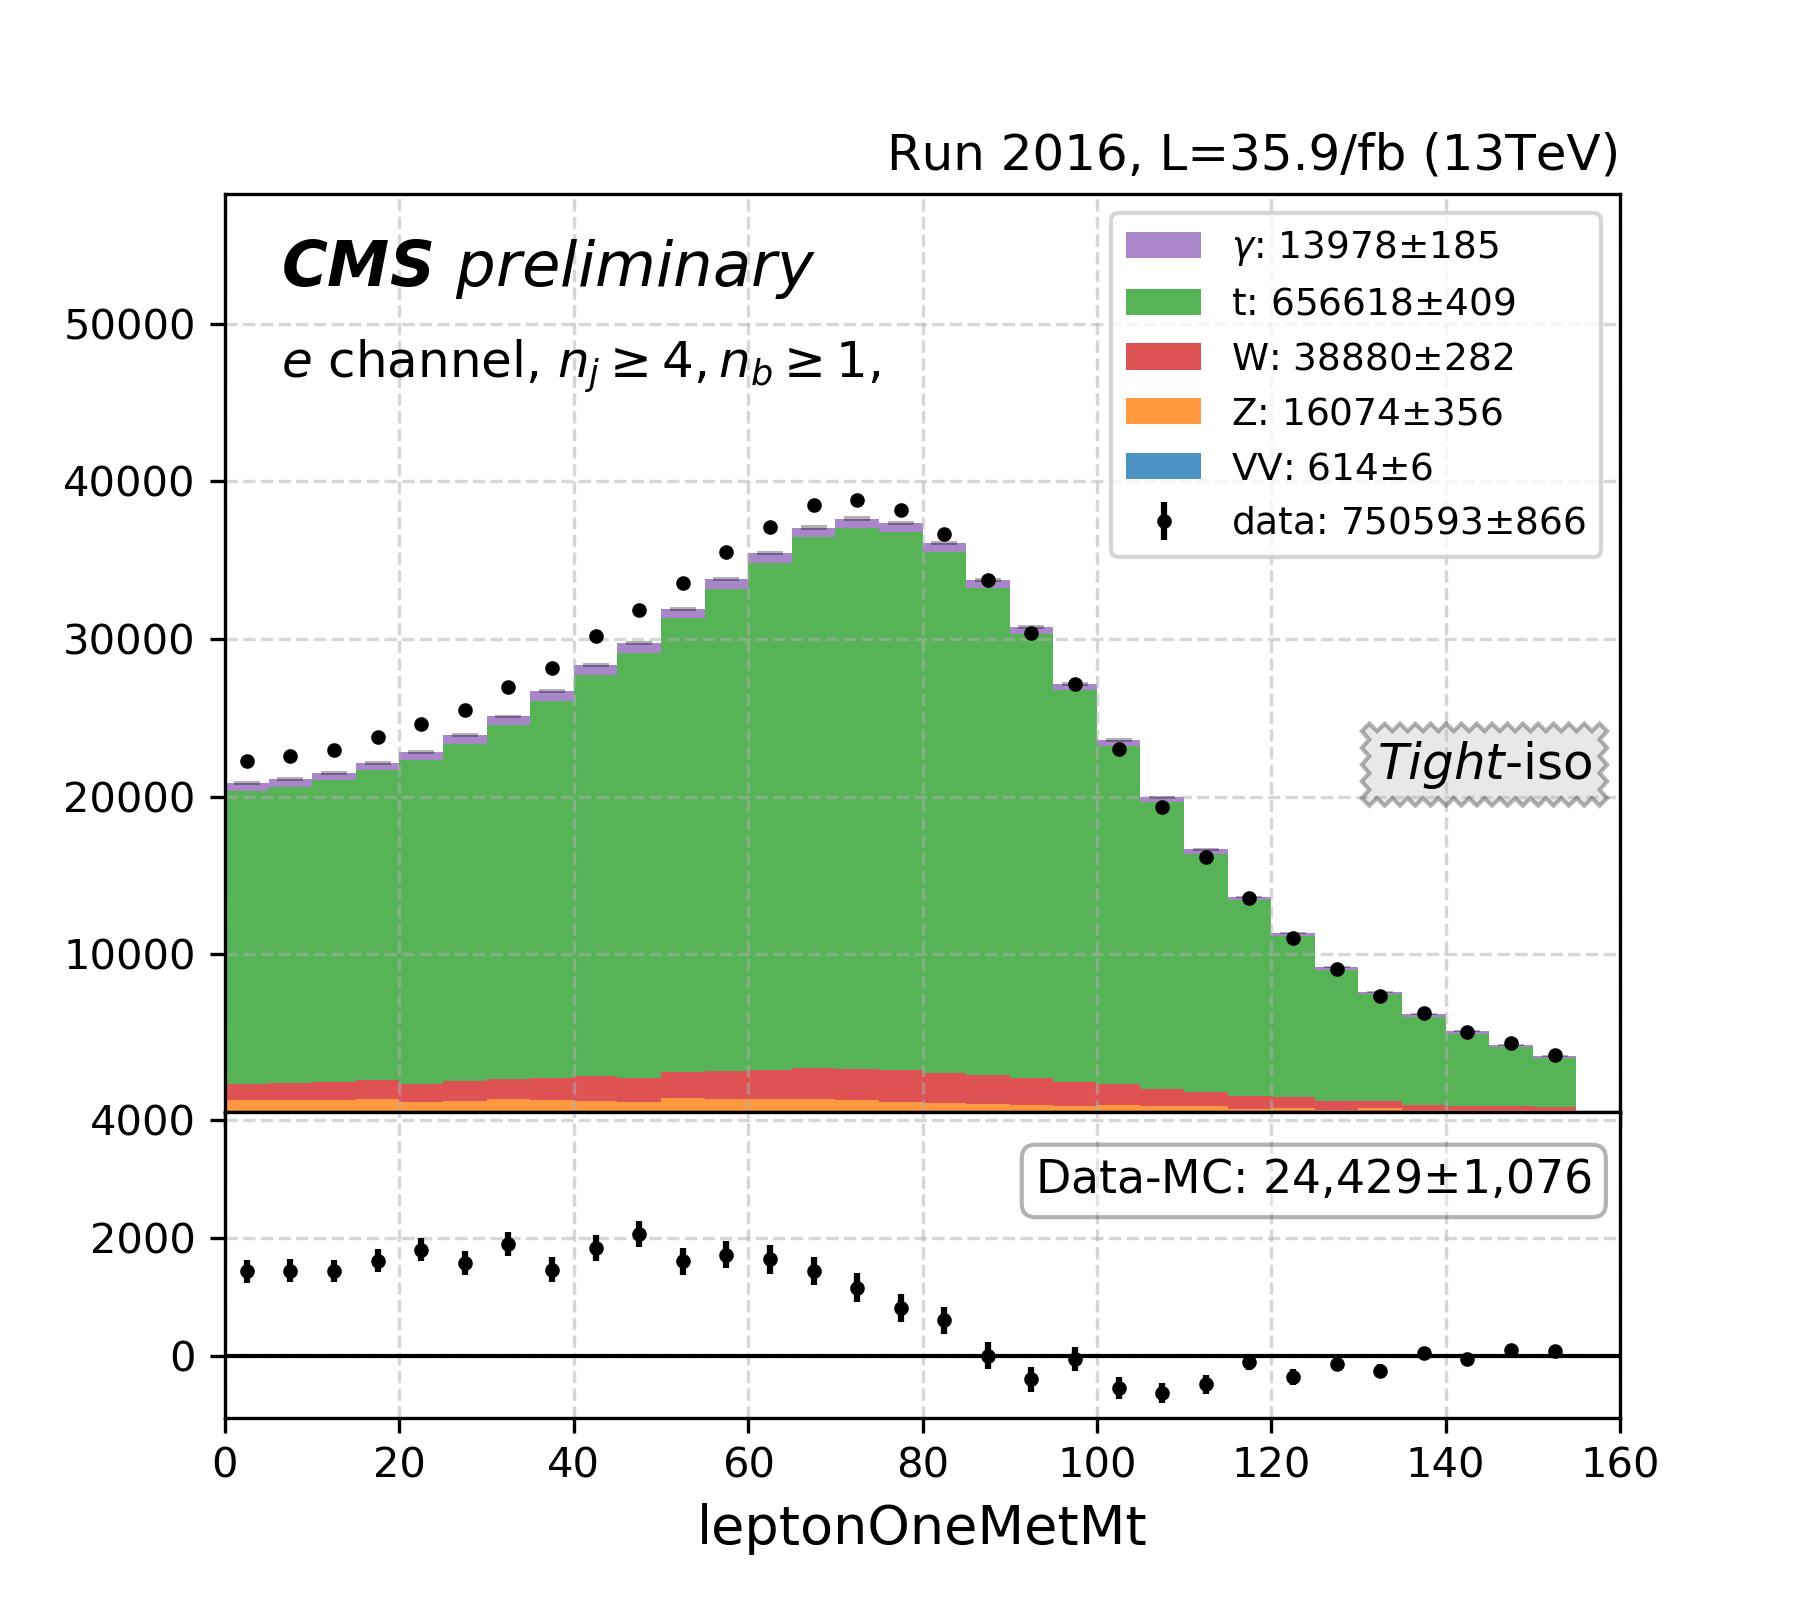 Run 2016, L=35.9/fb (13TeV)
CMS preliminary
e channel, nj ≥ 4, nb ≥ 1,
γ: 13978±185
t: 656618±409
W: 38880±282
Z: 16074±356
VV: 614±6
data: 750593±866
50000
40000
30000
20000
10000
Tight-iso
4000
2000
0
Data-MC: 24,429±1,076
0 20 40 60 80 100 120 140 160
leptonOneMetMt